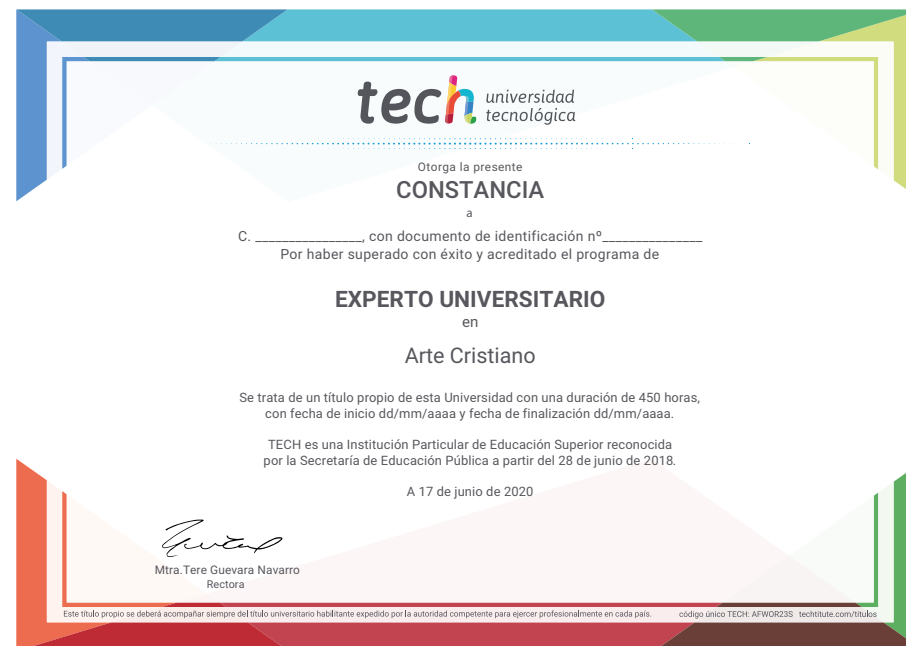 tech universidad
tecnológica
Otorga la presente
CONSTANCIA
a
C. ________________, con documento de identificación nº_______________
Por haber superado con éxito y acreditado el programa de
EXPERTO UNIVERSITARIO
en
Arte Cristiano
Se trata de un título propio de esta Universidad con una duración de 450 horas,
con fecha de inicio dd/mm/aaaa y fecha de finalización dd/mm/aaaa.
TECH es una Institución Particular de Educación Superior reconocida
por la Secretaría de Educación Pública a partir del 28 de junio de 2018.
A 17 de junio de 2020
Mtra.Tere Guevara Navarro
Rectora
Este título propio se deberá acompañar siempre del título universitario habilitante expedido por la autoridad competente para ejercer profesionalmente en cada país. código único TECH: AFWOR23S techtitute.com/titulos